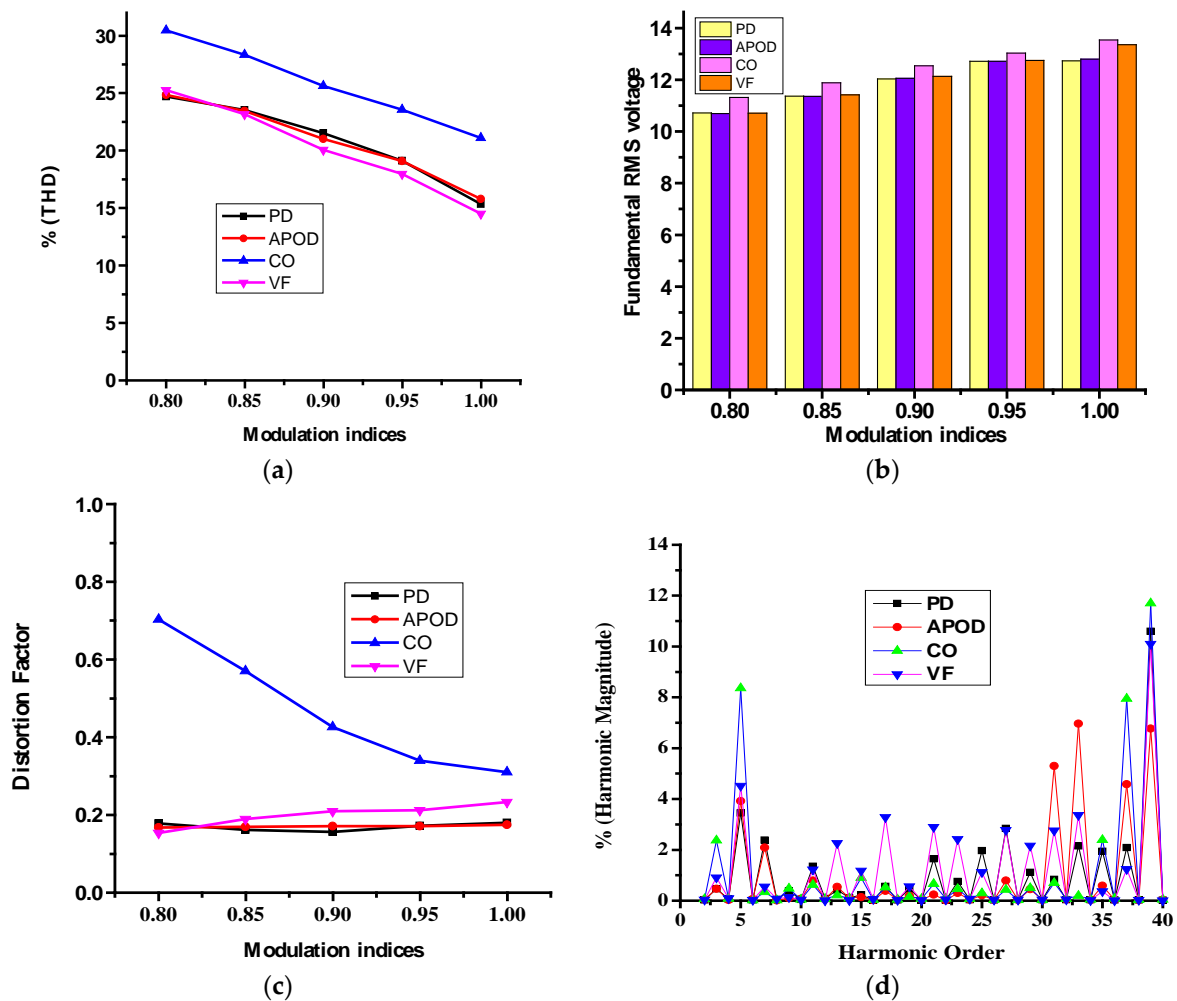 % (THD)
30
25
20
15
10
5
0
PD
APOD
CO
VF
0.80 0.85 0.90 0.95 1.00
Modulation indices
(a)
Fundamental RMS voltage
14
12
10
8
6
4
2
0
PD
APOD
CO
VF
0.80 0.85 0.90 0.95 1.00
Modulation indices
(b)
Distortion Factor
1.0
0.8
0.6
0.4
0.2
0.0
PD
APOD
CO
VF
0.80 0.85 0.90 0.95 1.00
Modulation indices
(c)
% (Harmonic Magnitude)
14
12
10
8
6
4
2
0
PD
APOD
CO
VF
0 5 10 15 20 25 30 35 40
Harmonic Order
(d)